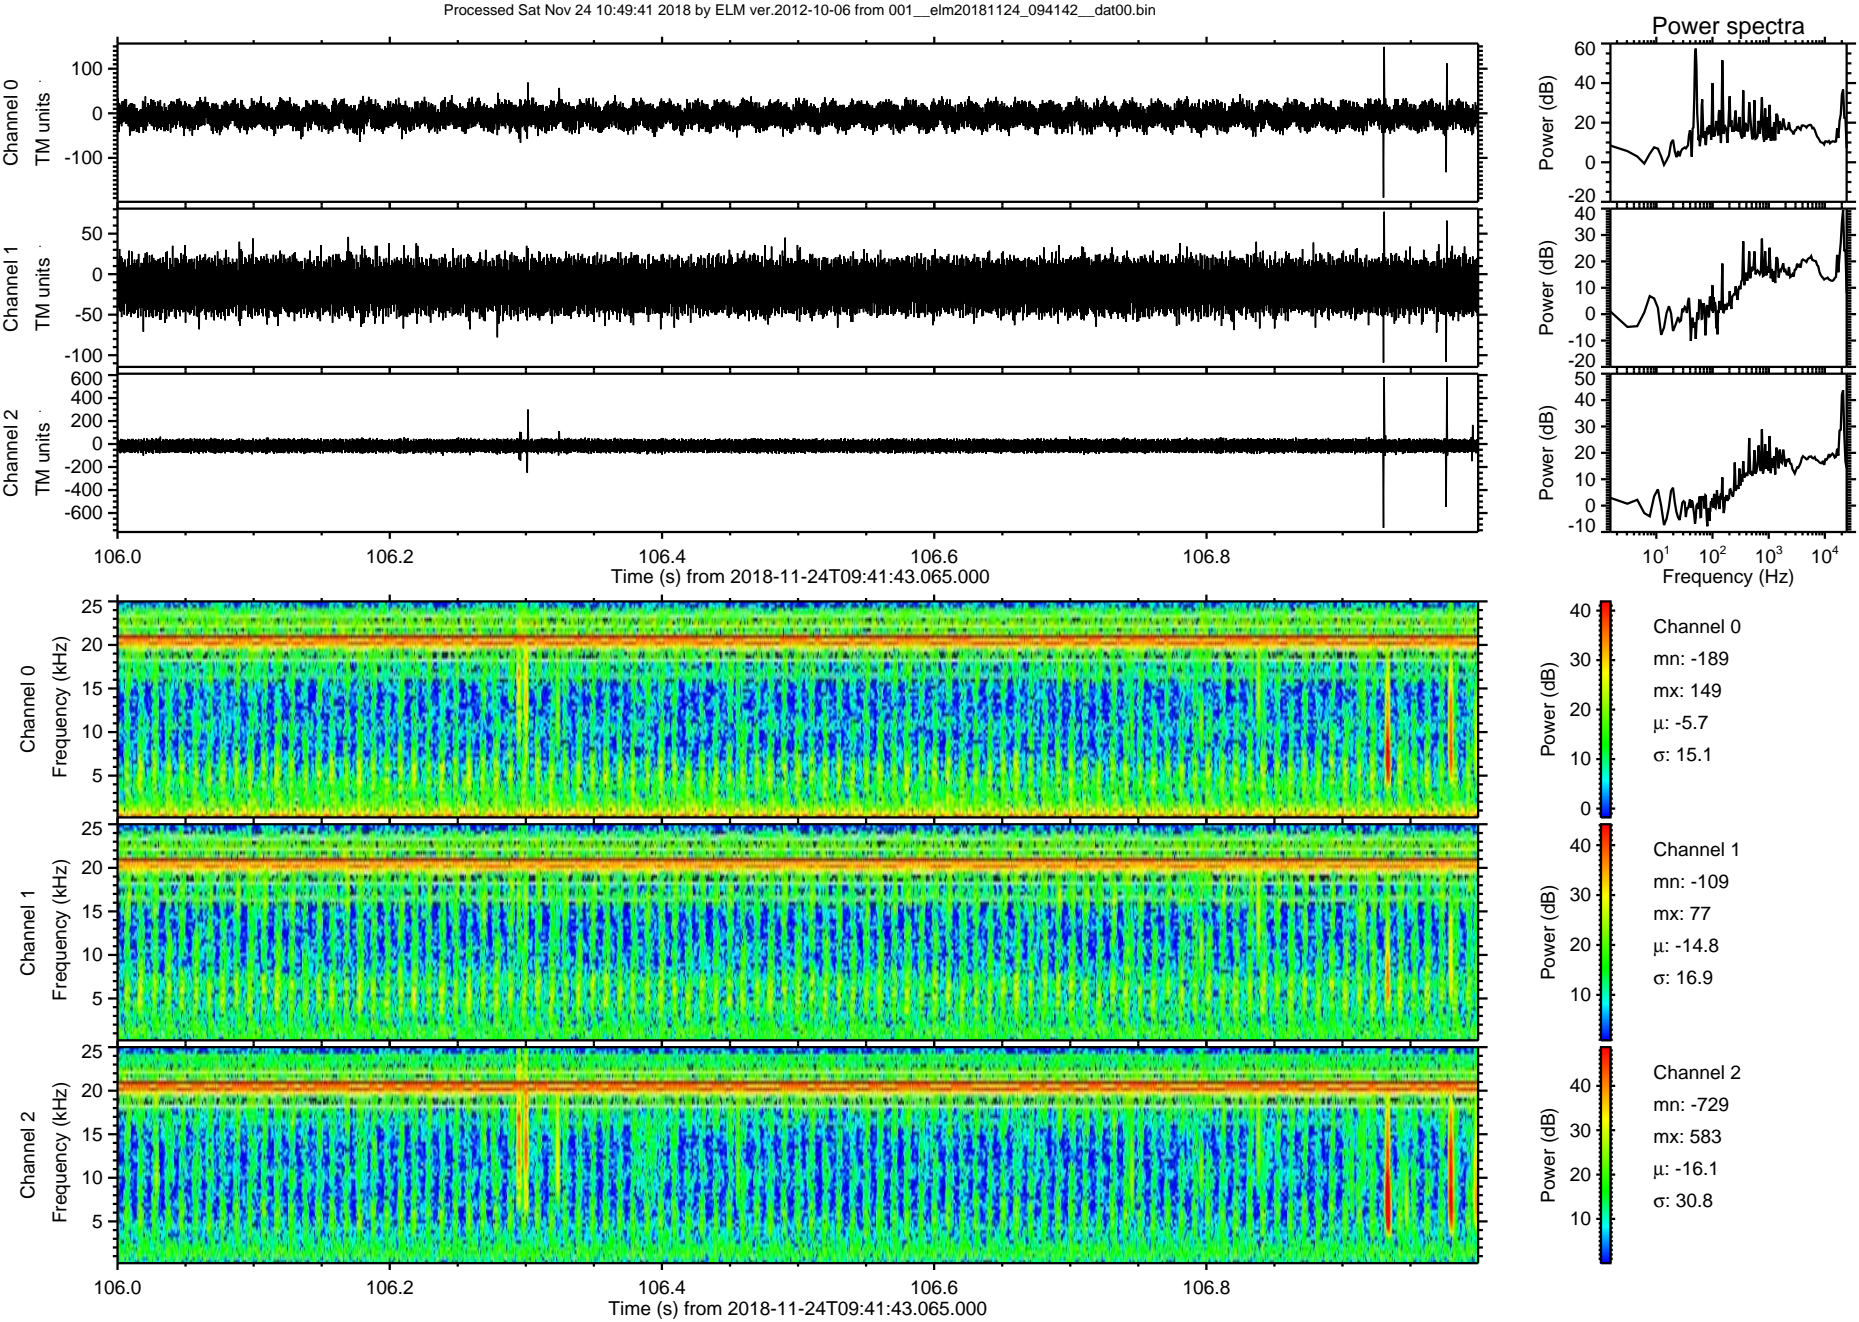 Processed Sat Nov 24 10:49:41 2018 by ELM ver.2012-10-06 from 001__elm20181124_094142__dat00.bin
Power spectra
Channel 0
TM units
100
0
-100
Power (dB)
60
40
20
0
-20
Channel 1
TM units
50
0
-50
-100
Power (dB)
40
30
20
10
0
-10
-20
Channel 2
TM units
600
400
200
0
-200
-400
-600
Power (dB)
50
40
30
20
10
0
-10
106.0 106.2 106.4 106.6 106.8
Time (s) from 2018-11-24T09:41:43.065.000
10^1 10^2 10^3 10^4
Frequency (Hz)
Channel 0
Frequency (kHz)
25
20
15
10
5
Power (dB)
40
30
20
10
0
Channel 0
mn: -189
mx: 149
μ: -5.7
σ: 15.1
Channel 1
Frequency (kHz)
25
20
15
10
5
Power (dB)
40
30
20
10
Channel 1
mn: -109
mx: 77
μ: -14.8
σ: 16.9
Channel 2
Frequency (kHz)
25
20
15
10
5
Power (dB)
40
30
20
10
Channel 2
mn: -729
mx: 583
μ: -16.1
σ: 30.8
106.0 106.2 106.4 106.6 106.8
Time (s) from 2018-11-24T09:41:43.065.000